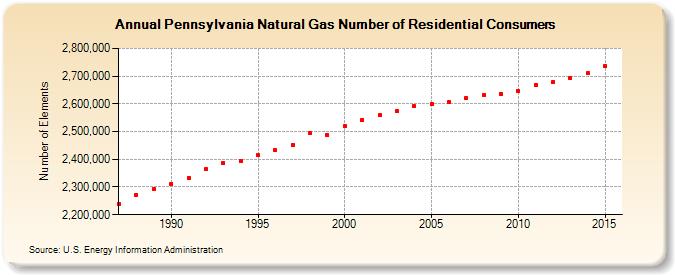 Annual Pennsylvania Natural Gas Number of Residential Consumers
Number of Elements
2,800,000
2,700,000
2,600,000
2,500,000
2,400,000
2,300,000
2,200,000
1990 1995 2000 2005 2010 2015
Source: U.S. Energy Information Administration